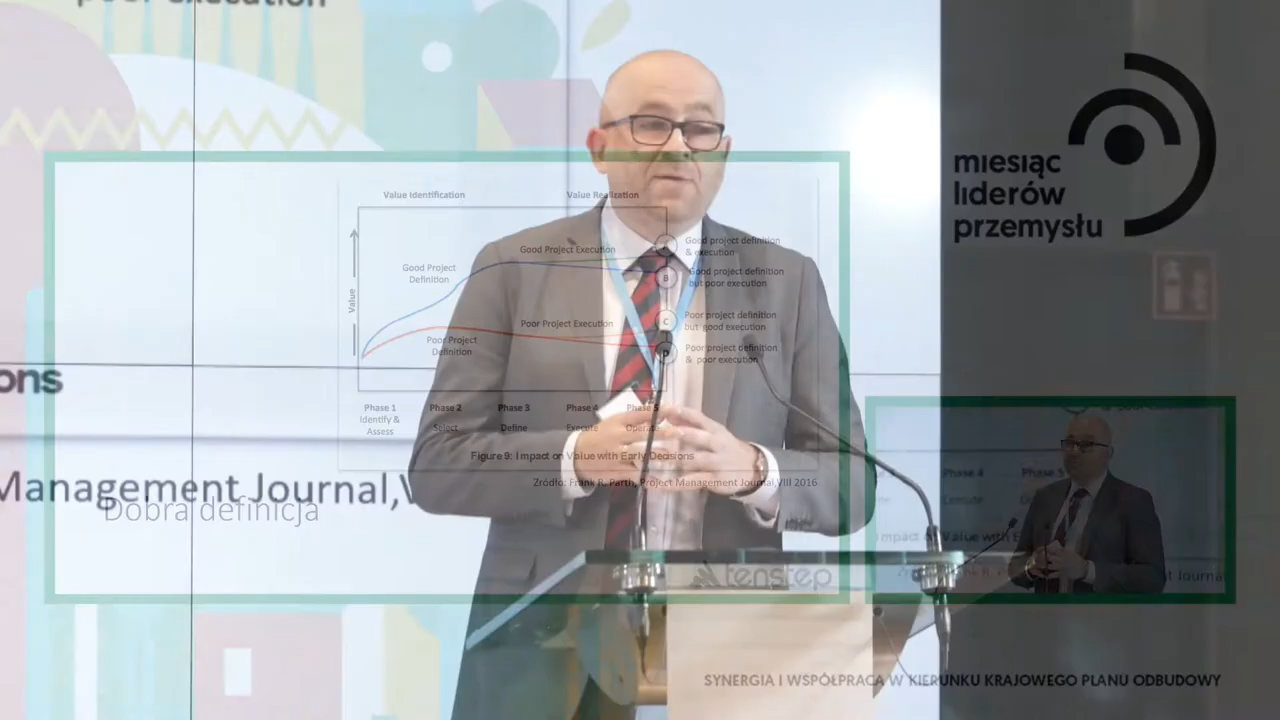 poor execution
miesiąc
liderów
przemysłu
Value Identification
Value Realization
Good Project Execution
Good project definition
& execution
Good Project
Definition
Good project definition
but poor execution
Value
Poor Project Execution
Poor project definition
but good execution
Poor Project
Definition
Poor project definition
& poor execution
B
C
D
ons
Phase 1
Phase 2
Phase 3
Phase 4
Phase 5
Identify &
Assess
Select
Define
Execute
Operate
Figure 9: Impact on Value with Early Decisions
Źródło: Frank R. Parth, Project Management Journal,VIII 2016
Management Journal,V
Dobra definicja
Phase 4
Phase 5
Execute
mpact on Value with E
nt Journal
tenstep
SYNERGIA I WSPÓŁPRACA W KIERUNKU KRAJOWEGO PLANU ODBUDOWY